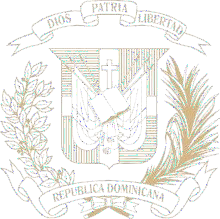 DIOS PATRIA LIBERTAD
REPUBLICA DOMINICANA